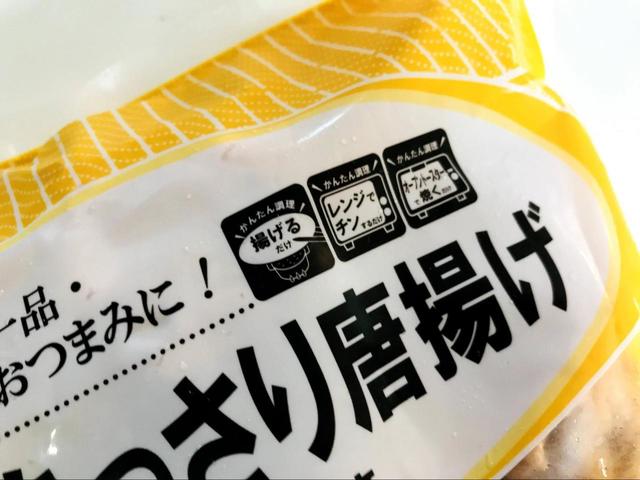 かんたん調理
揚げる
だけ
かんたん調理
レンジで
チンするだけ
かんたん調理
オーブントースター
で焼くだけ
一品・
おつまみに!
っさり唐揚げ